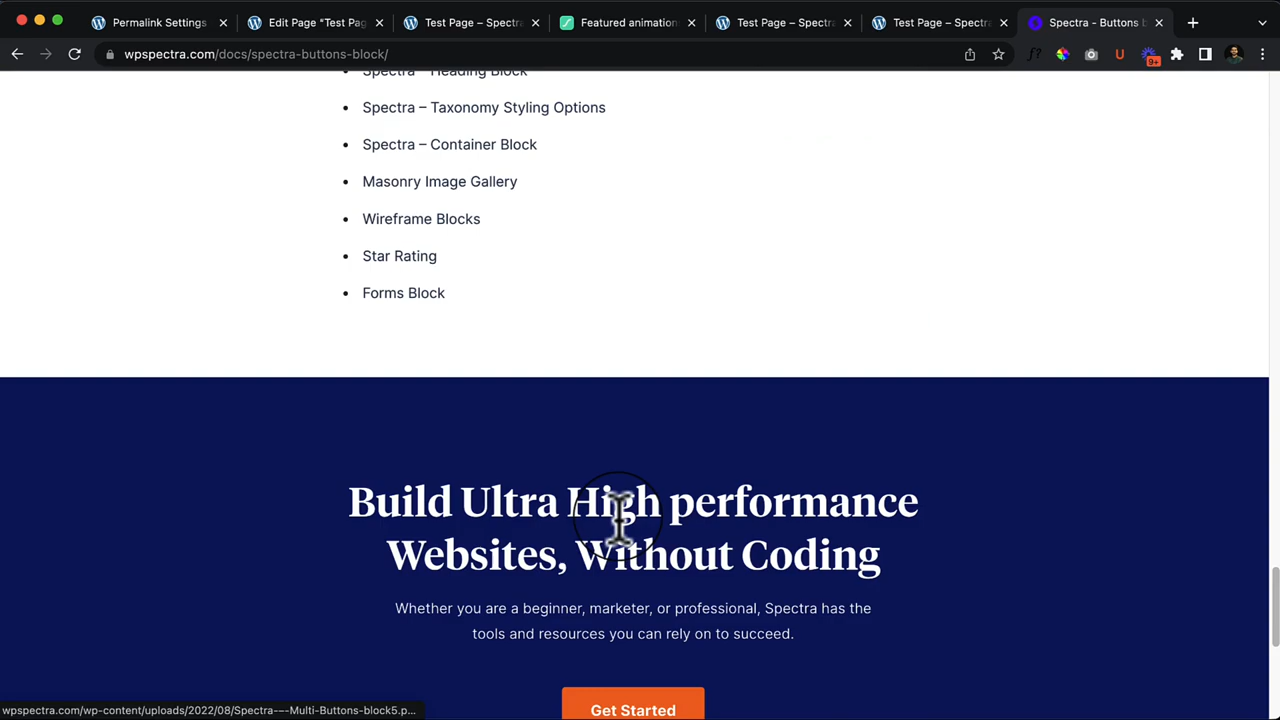 Permalink Settings
Edit Page "Test Pag
Test Page – Spectra
Featured animation
Test Page – Spectra
Test Page – Spectra
Spectra - Buttons b
wpspectra.com/docs/spectra-buttons-block/
f?
U
9+
Spectra – Heading Block
Spectra – Taxonomy Styling Options
Spectra – Container Block
Masonry Image Gallery
Wireframe Blocks
Star Rating
Forms Block
Build Ultra High performance
Websites, Without Coding
Whether you are a beginner, marketer, or professional, Spectra has the
tools and resources you can rely on to succeed.
Get Started
wpspectra.com/wp-content/uploads/2022/08/Spectra-–-Multi-Buttons-block5.p...